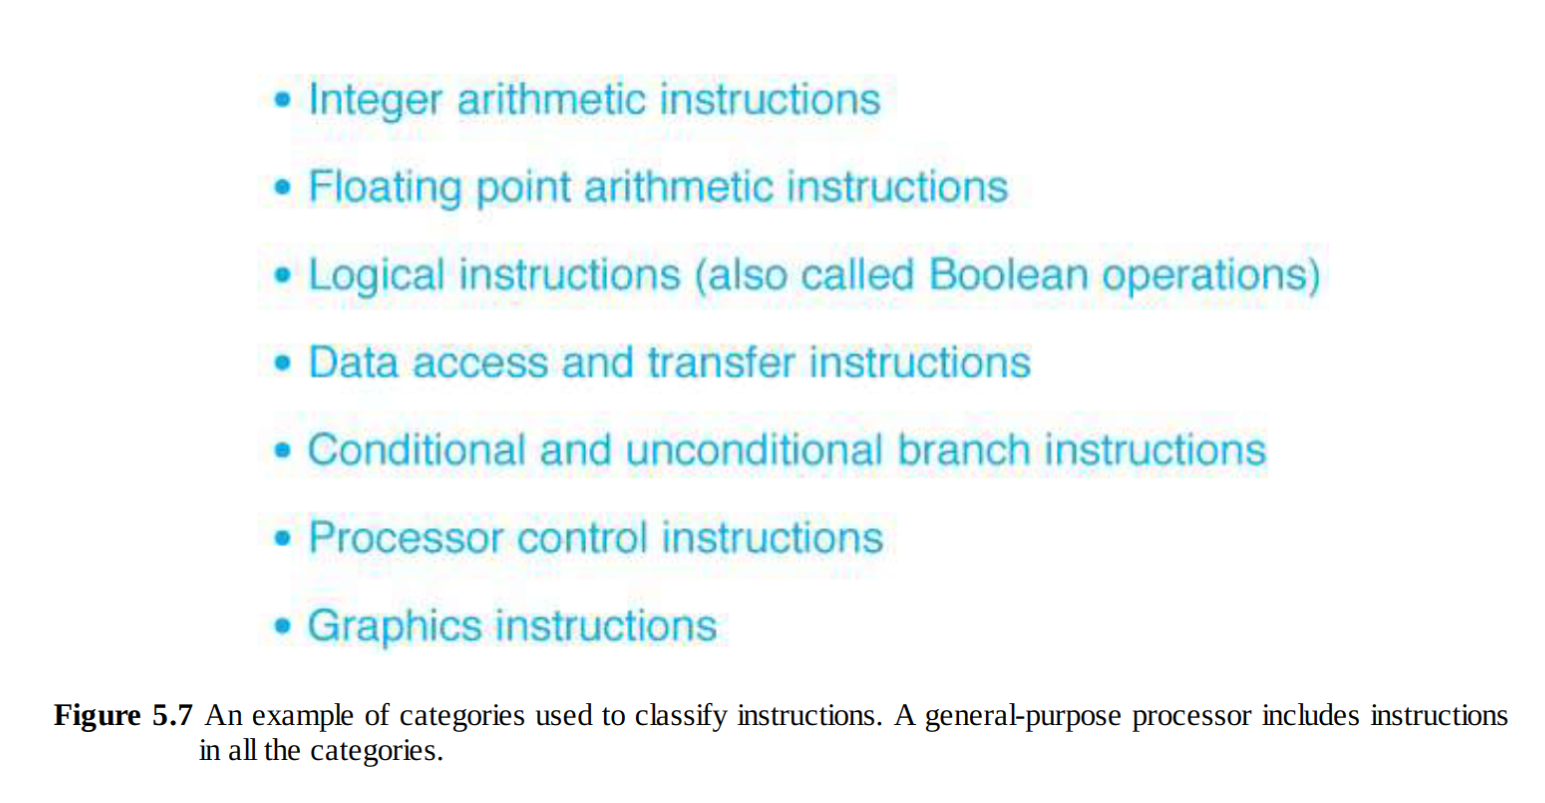 • Integer arithmetic instructions
• Floating point arithmetic instructions
• Logical instructions (also called Boolean operations)
• Data access and transfer instructions
• Conditional and unconditional branch instructions
• Processor control instructions
• Graphics instructions
Figure 5.7 An example of categories used to classify instructions. A general-purpose processor includes instructions
in all the categories.